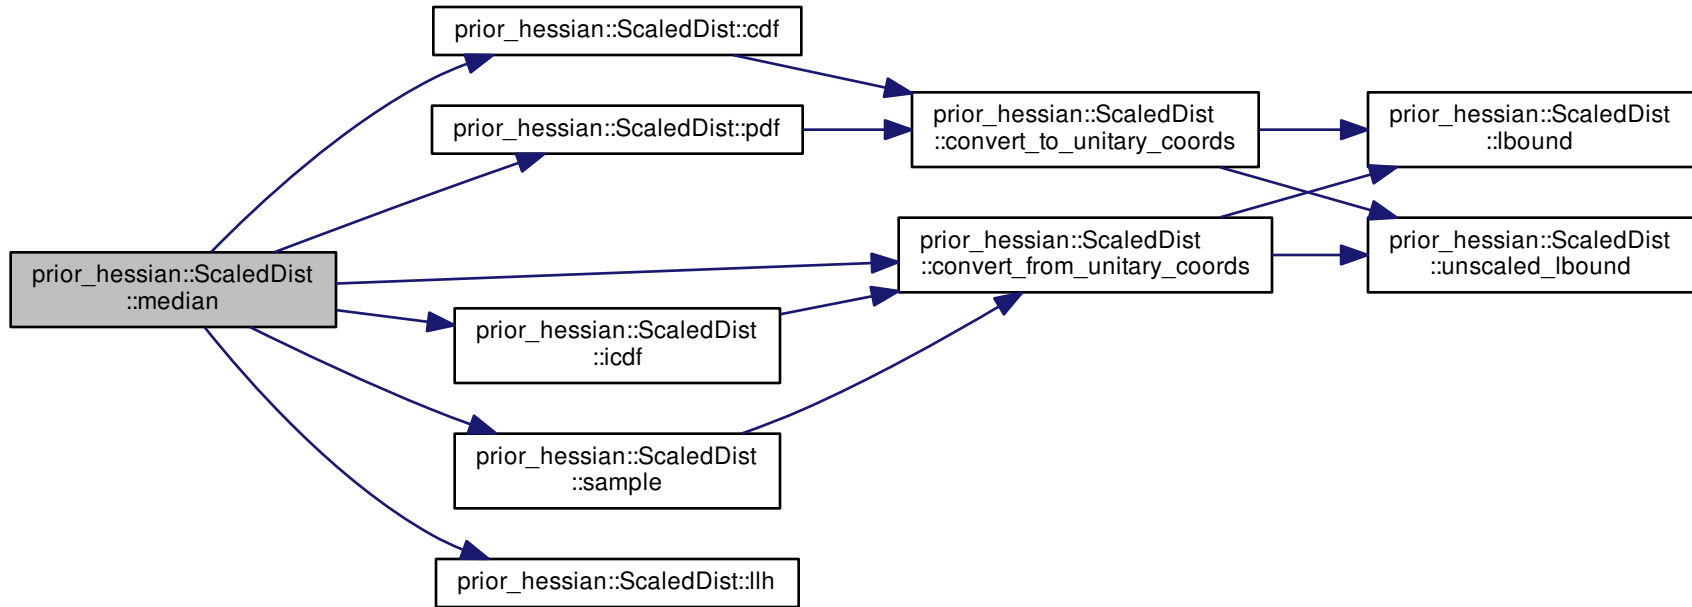 prior_hessian::ScaledDist
::median
prior_hessian::ScaledDist::cdf
prior_hessian::ScaledDist::pdf
prior_hessian::ScaledDist
::convert_to_unitary_coords
prior_hessian::ScaledDist
::lbound
prior_hessian::ScaledDist
::convert_from_unitary_coords
prior_hessian::ScaledDist
::unscaled_lbound
prior_hessian::ScaledDist
::icdf
prior_hessian::ScaledDist
::sample
prior_hessian::ScaledDist::llh